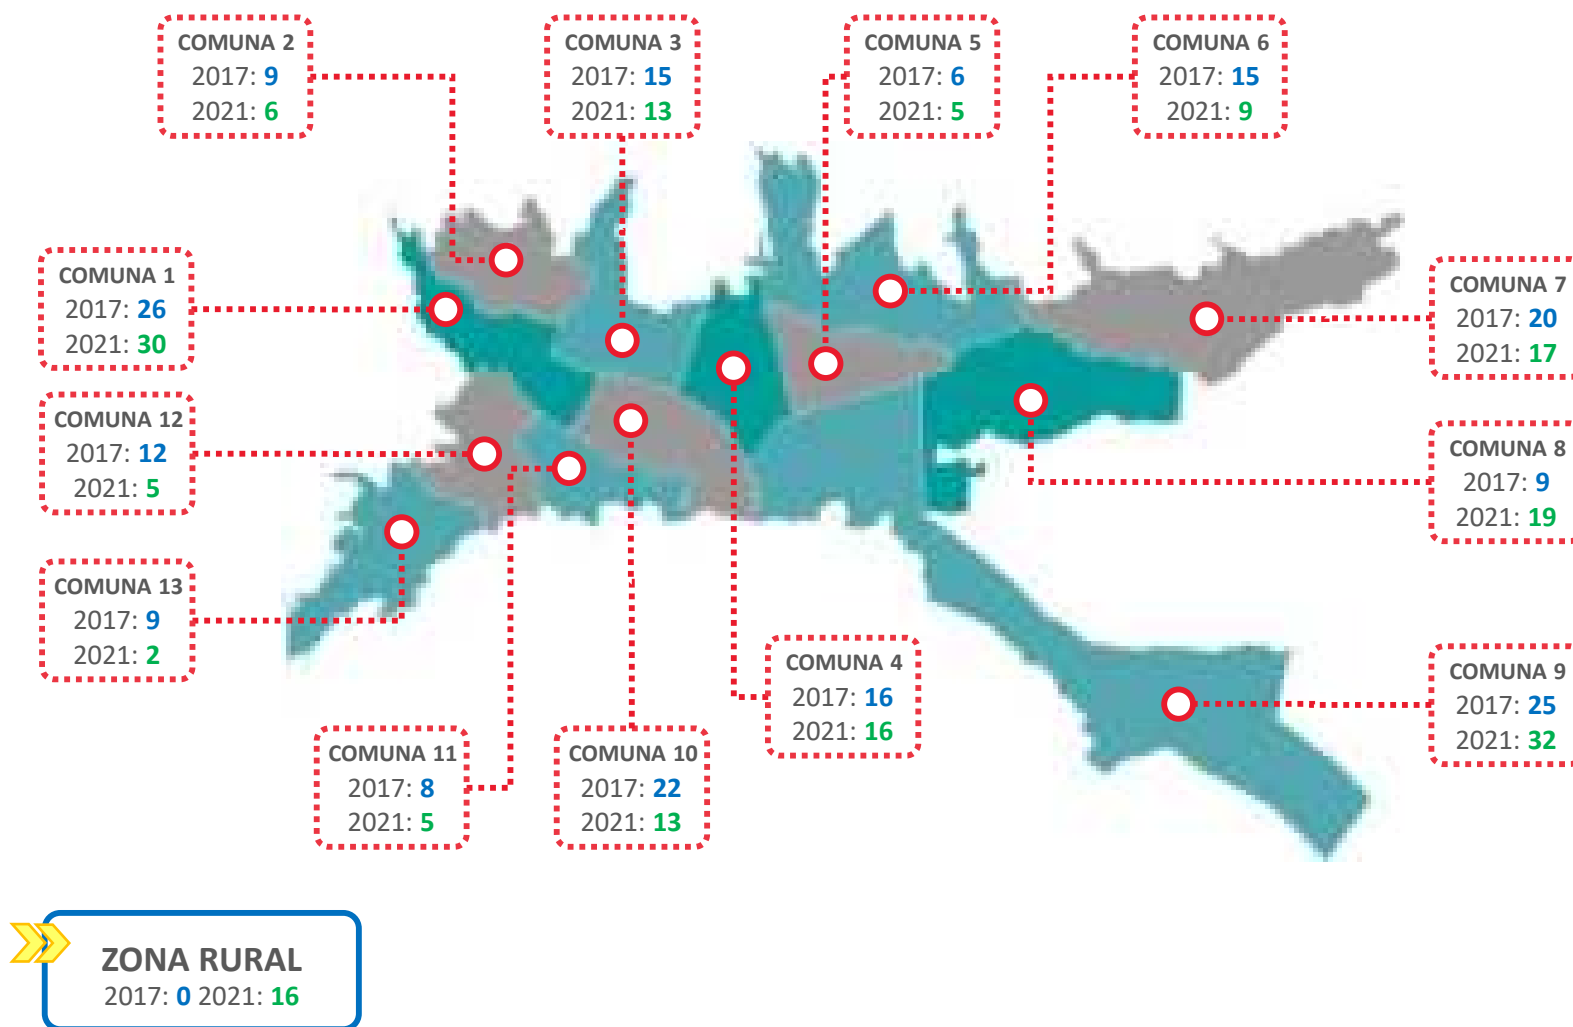 COMUNA 2
2017: 9
2021: 6
COMUNA 3
2017: 15
2021: 13
COMUNA 5
2017: 6
2021: 5
COMUNA 6
2017: 15
2021: 9
COMUNA 1
2017: 26
2021: 30
COMUNA 7
2017: 20
2021: 17
COMUNA 12
2017: 12
2021: 5
COMUNA 8
2017: 9
2021: 19
COMUNA 13
2017: 9
2021: 2
COMUNA 4
2017: 16
2021: 16
COMUNA 9
2017: 25
2021: 32
COMUNA 11
2017: 8
2021: 5
COMUNA 10
2017: 22
2021: 13
ZONA RURAL
2017: 0 2021: 16